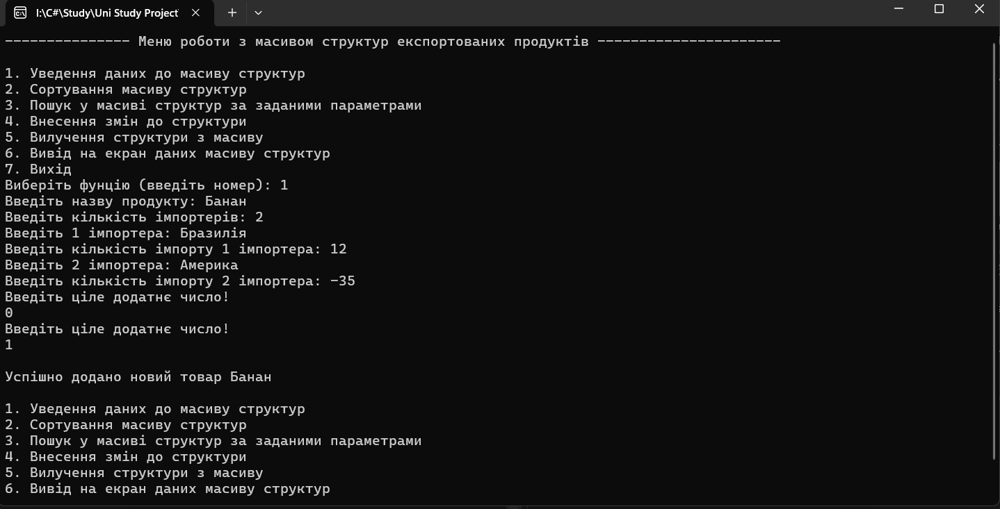 I:\C#\Study\Uni Study Project
--------------- Меню роботи з масивом структур експортованих продуктів ----------------------
1. Уведення даних до масиву структур
2. Сортування масиву структур
3. Пошук у масиві структур за заданими параметрами
4. Внесення змін до структури
5. Вилучення структури з масиву
6. Вивід на екран даних масиву структур
7. Вихід
Виберіть фунцію (введіть номер): 1
Введіть назву продукту: Банан
Введіть кількість імпортерів: 2
Введіть 1 імпортера: Бразилія
Введіть кількість імпорту 1 імпортера: 12
Введіть 2 імпортера: Америка
Введіть кількість імпорту 2 імпортера: -35
Введіть ціле додатнє число!
0
Введіть ціле додатнє число!
1
Успішно додано новий товар Банан
1. Уведення даних до масиву структур
2. Сортування масиву структур
3. Пошук у масиві структур за заданими параметрами
4. Внесення змін до структури
5. Вилучення структури з масиву
6. Вивід на екран даних масиву структур